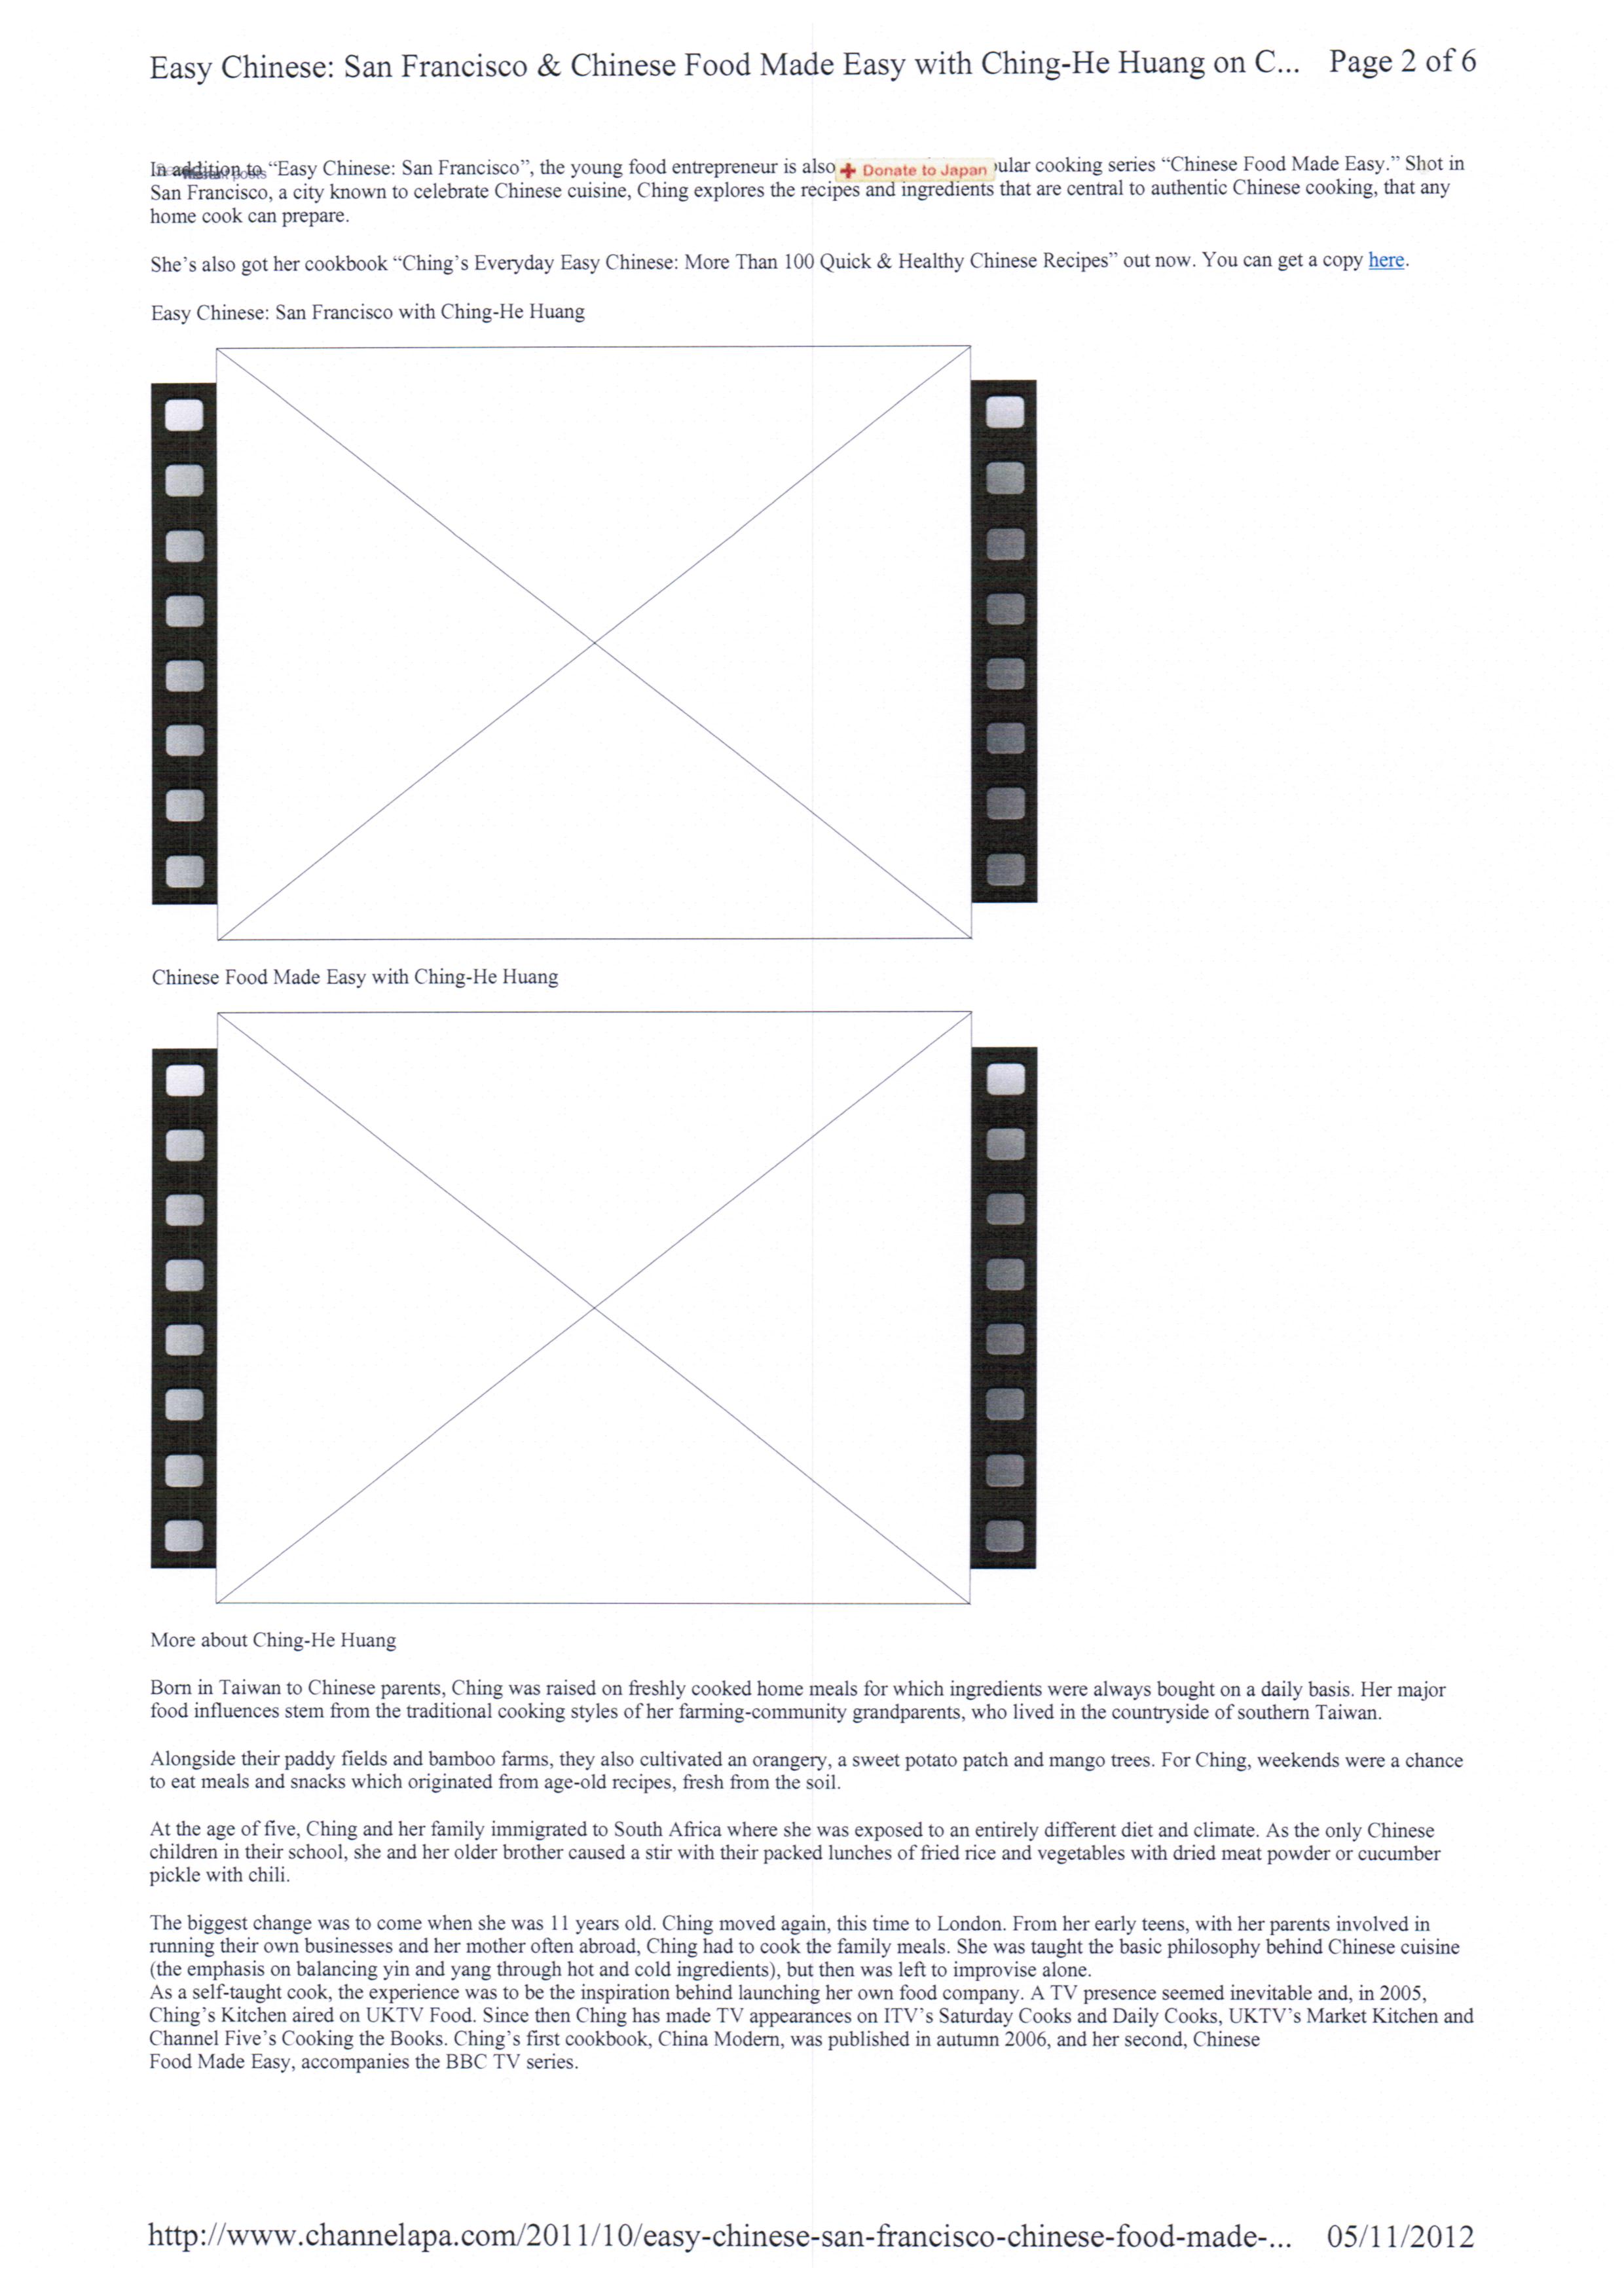 Easy Chinese: San Francisco & Chinese Food Made Easy with Ching-He Huang on C... Page 2 of 6
In addition to “Easy Chinese: San Francisco”, the young food entrepreneur is also Donate to Japan ular cooking series “Chinese Food Made Easy.” Shot in
San Francisco, a city known to celebrate Chinese cuisine, Ching explores the recipes and ingredients that are central to authentic Chinese cooking, that any
home cook can prepare.
She’s also got her cookbook “Ching’s Everyday Easy Chinese: More Than 100 Quick & Healthy Chinese Recipes” out now. You can get a copy here.
Easy Chinese: San Francisco with Ching-He Huang
Chinese Food Made Easy with Ching-He Huang
More about Ching-He Huang
Born in Taiwan to Chinese parents, Ching was raised on freshly cooked home meals for which ingredients were always bought on a daily basis. Her major
food influences stem from the traditional cooking styles of her farming-community grandparents, who lived in the countryside of southern Taiwan.
Alongside their paddy fields and bamboo farms, they also cultivated an orangery, a sweet potato patch and mango trees. For Ching, weekends were a chance
to eat meals and snacks which originated from age-old recipes, fresh from the soil.
At the age of five, Ching and her family immigrated to South Africa where she was exposed to an entirely different diet and climate. As the only Chinese
children in their school, she and her older brother caused a stir with their packed lunches of fried rice and vegetables with dried meat powder or cucumber
pickle with chili.
The biggest change was to come when she was 11 years old. Ching moved again, this time to London. From her early teens, with her parents involved in
running their own businesses and her mother often abroad, Ching had to cook the family meals. She was taught the basic philosophy behind Chinese cuisine
(the emphasis on balancing yin and yang through hot and cold ingredients), but then was left to improvise alone.
As a self-taught cook, the experience was to be the inspiration behind launching her own food company. A TV presence seemed inevitable and, in 2005,
Ching’s Kitchen aired on UKTV Food. Since then Ching has made TV appearances on ITV’s Saturday Cooks and Daily Cooks, UKTV’s Market Kitchen and
Channel Five’s Cooking the Books. Ching’s first cookbook, China Modern, was published in autumn 2006, and her second, Chinese
Food Made Easy, accompanies the BBC TV series.
http://www.channelapa.com/2011/10/easy-chinese-san-francisco-chinese-food-made-... 05/11/2012